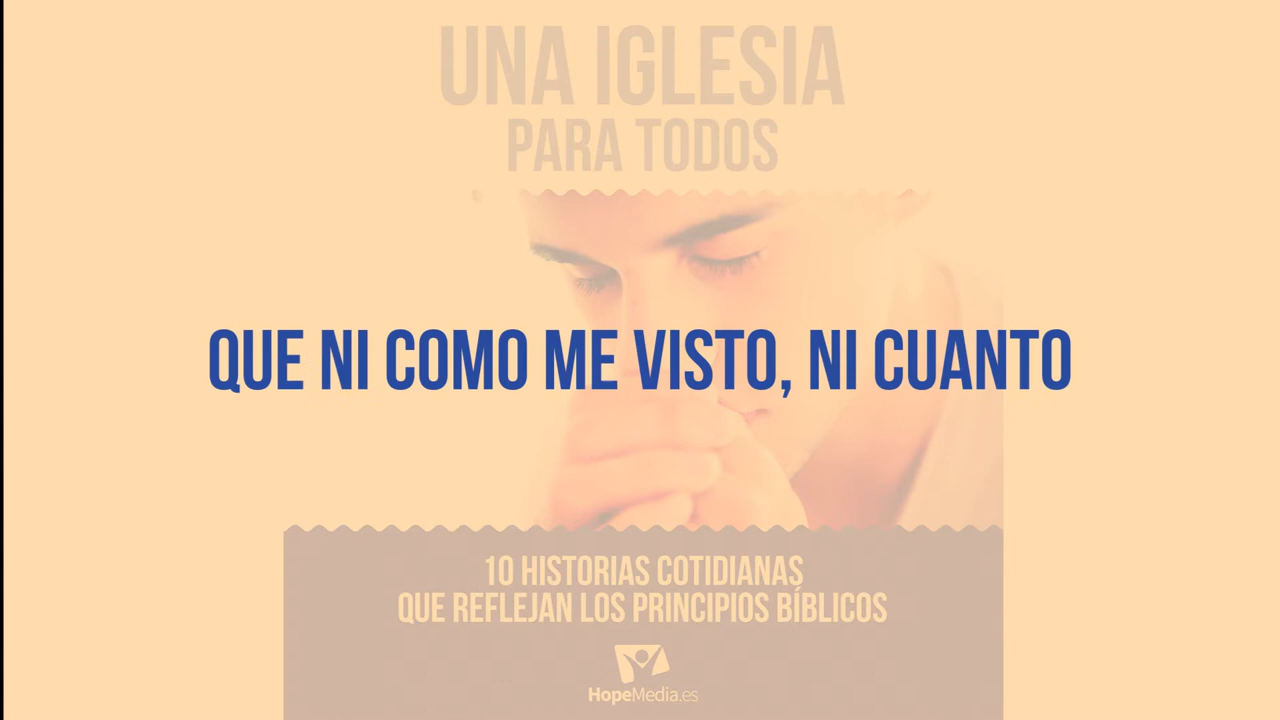 UNA IGLESIA
PARA TODOS
QUE NI COMO ME VISTO, NI CUANTO
10 HISTORIAS COTIDIANAS
QUE REFLEJAN LOS PRINCIPIOS BÍBLICOS
HopeMedia.es